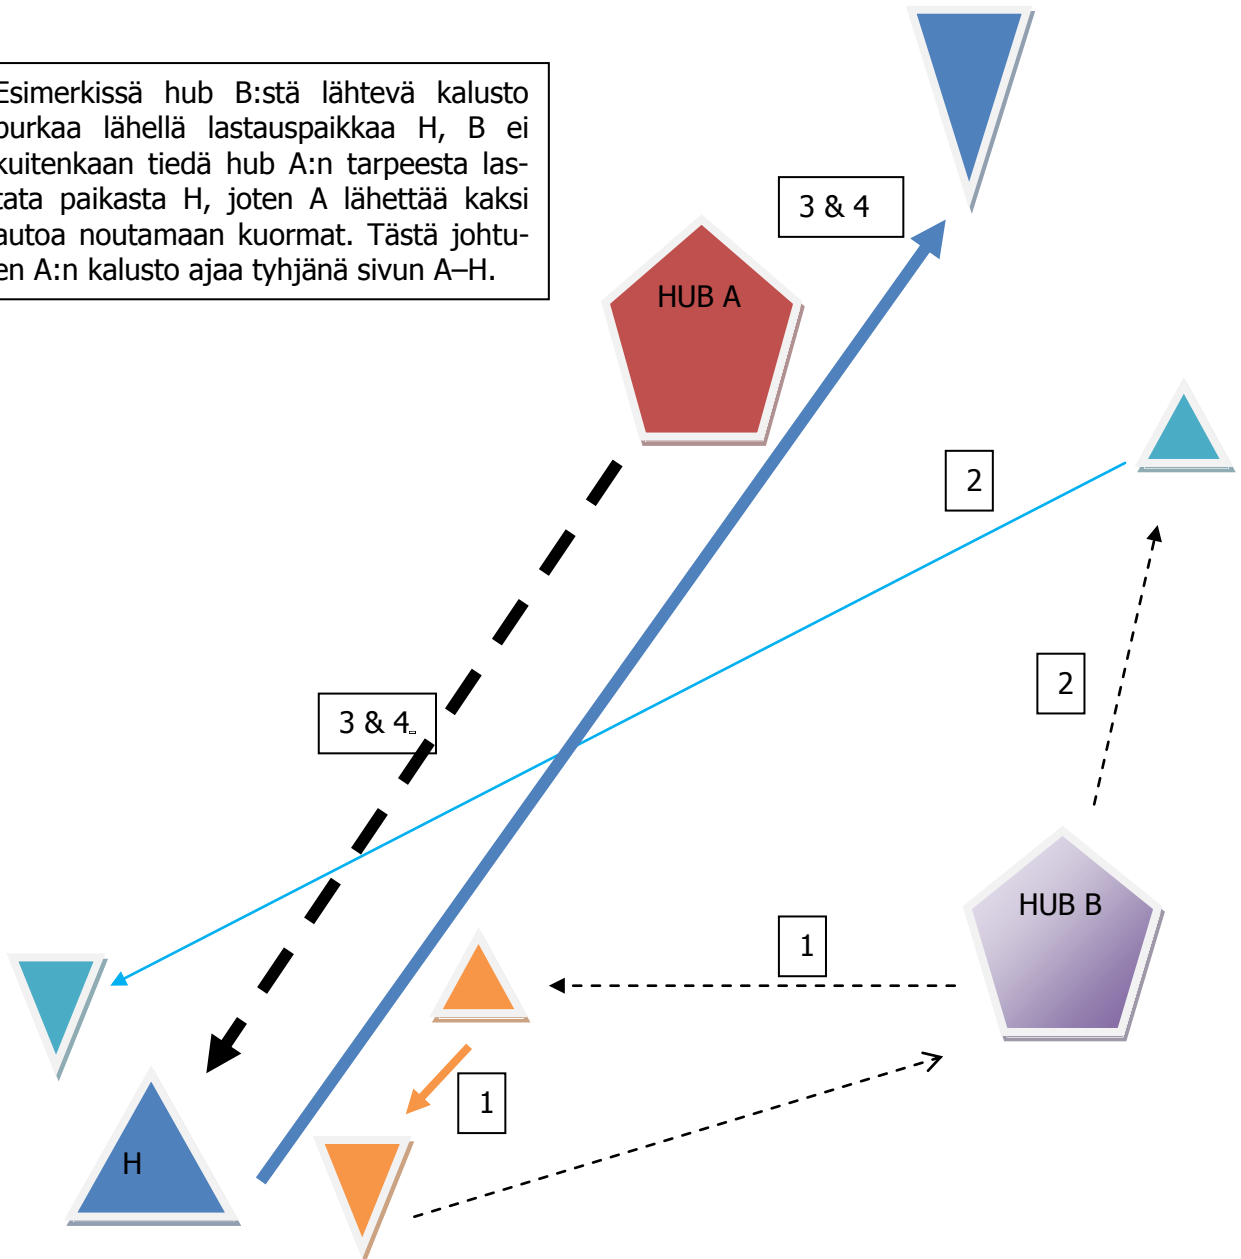 Esimerkissä hub B:stä lähtevä kalusto
purkaa lähellä lastauspaikkaa H, B ei
kuitenkaan tiedä hub A:n tarpeesta las-
tata paikasta H, joten A lähettää kaksi
autoa noutamaan kuormat. Tästä johtu-
en A:n kalusto ajaa tyhjänä sivun A–H.
3 & 4
HUB A
2
2
3 & 4
HUB B
1
1
H